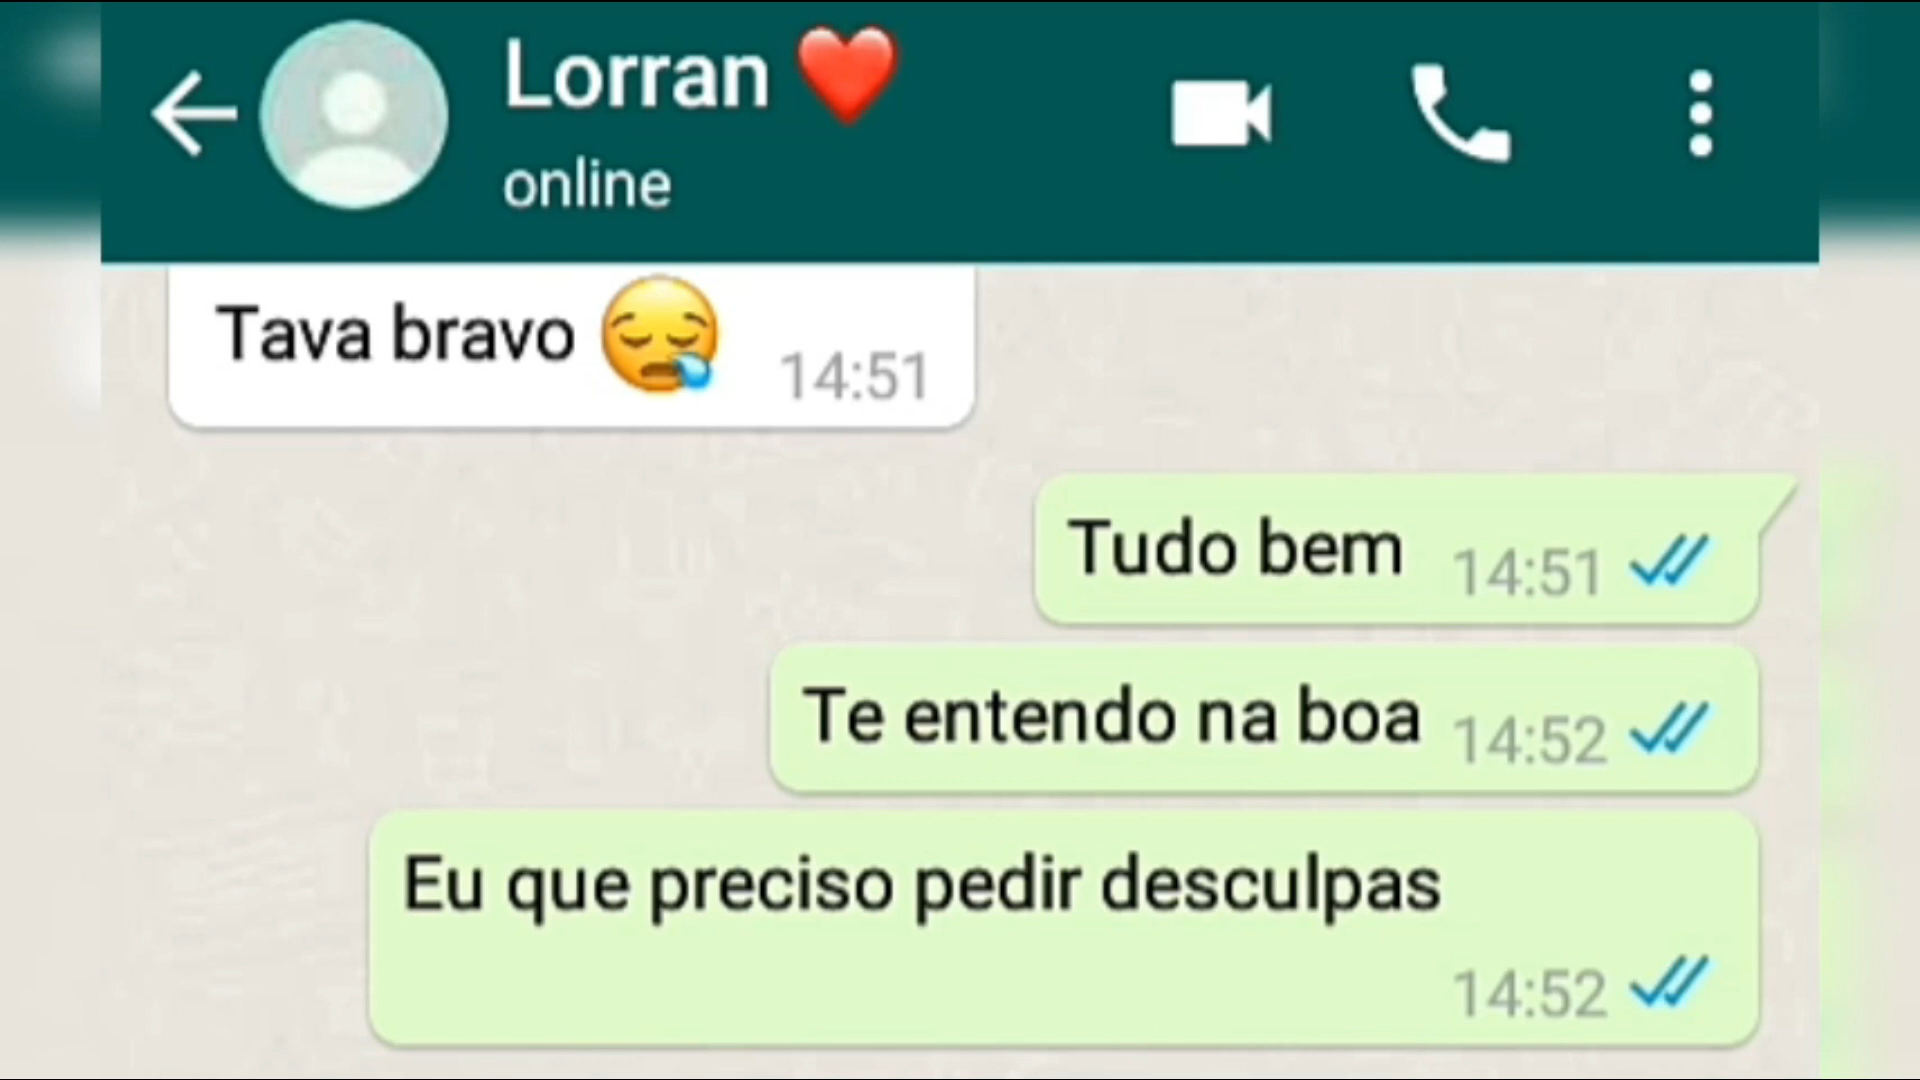 Lorran ❤️
online
Tava bravo 😪 14:51
Tudo bem 14:51
Te entendo na boa 14:52
Eu que preciso pedir desculpas
14:52